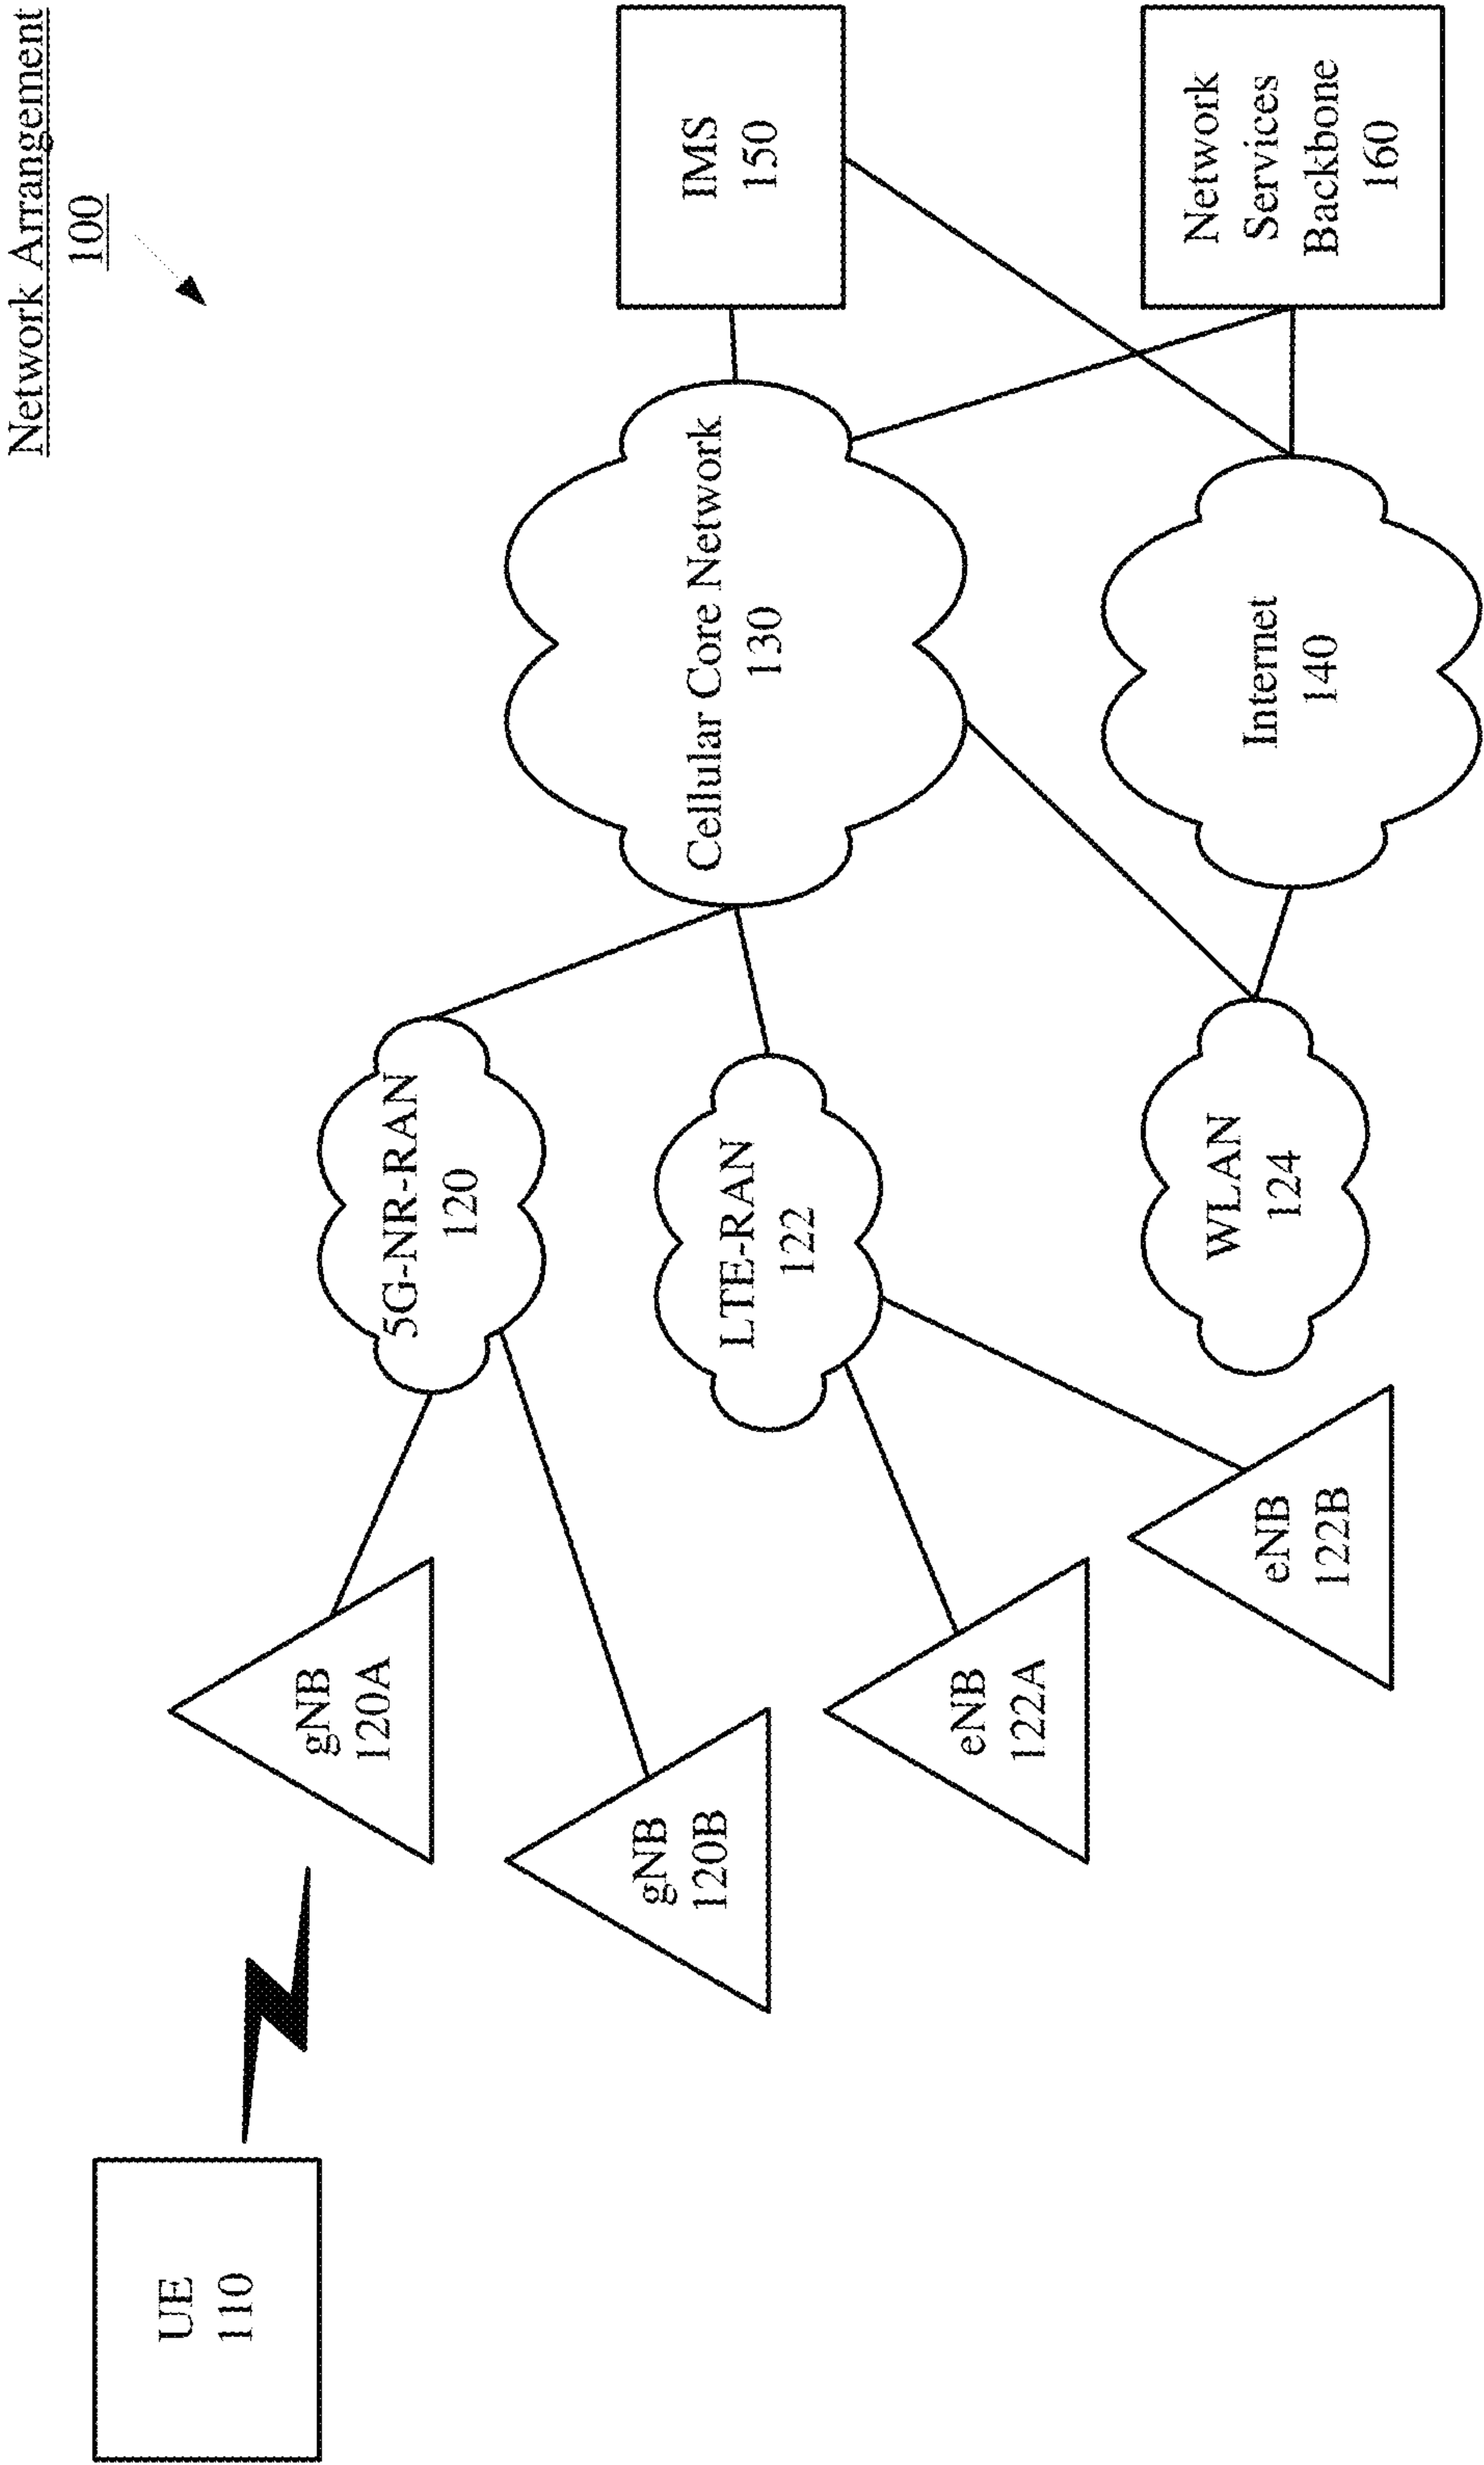 Network Arrangement
100
UE
110
gNB
120A
gNB
120B
eNB
122A
eNB
122B
5G-NR-RAN
120
LTE-RAN
122
WLAN
124
Cellular Core Network
130
Internet
140
IMS
150
Network
Services
Backbone
160